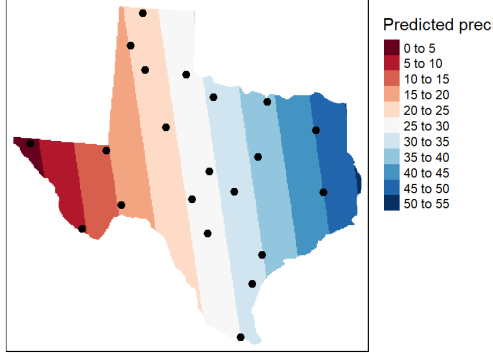 Predicted preci
0 to 5
5 to 10
10 to 15
15 to 20
20 to 25
25 to 30
30 to 35
35 to 40
40 to 45
45 to 50
50 to 55